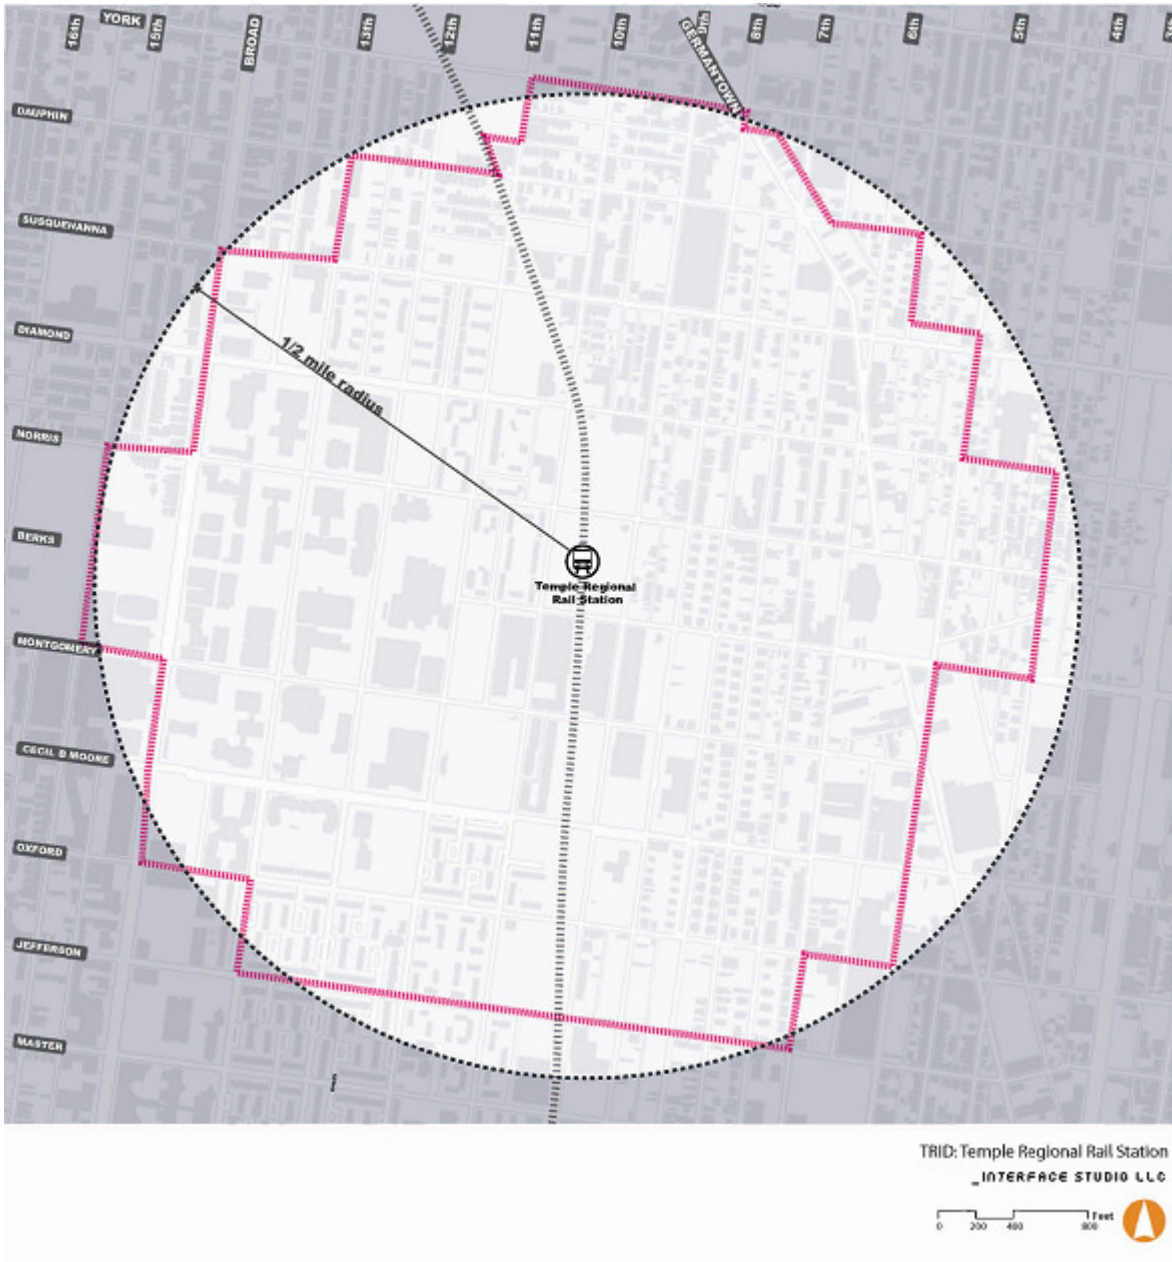 YORK
16th
15th
BROAD
13th
12th
11th
10th
9th
GERMANTOWN
8th
7th
6th
5th
4th
DAUPHIN
SUSQUEHANNA
DIAMOND
NORRIS
BERKS
MONTGOMERY
CECIL B MOORE
OXFORD
JEFFERSON
MASTER
1/2 mile radius
Temple Regional
Rail Station
TRID: Temple Regional Rail Station
_INTERFACE STUDIO LLC
Feet
0 200 400 800